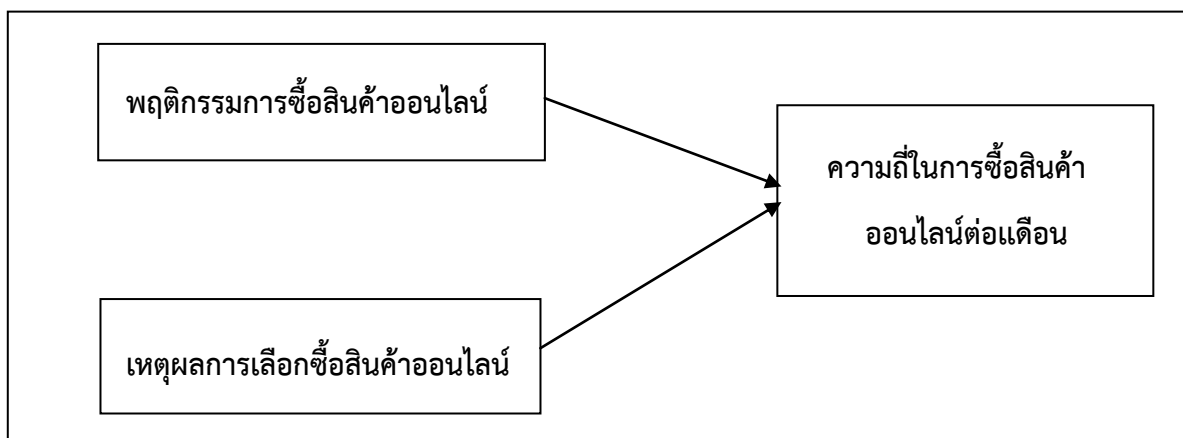 พฤติกรรมการซื้อสินค้าออนไลน์
ความถี่ในการซื้อสินค้า
ออนไลน์ต่อแดือน
เหตุผลการเลือกซื้อสินค้าออนไลน์